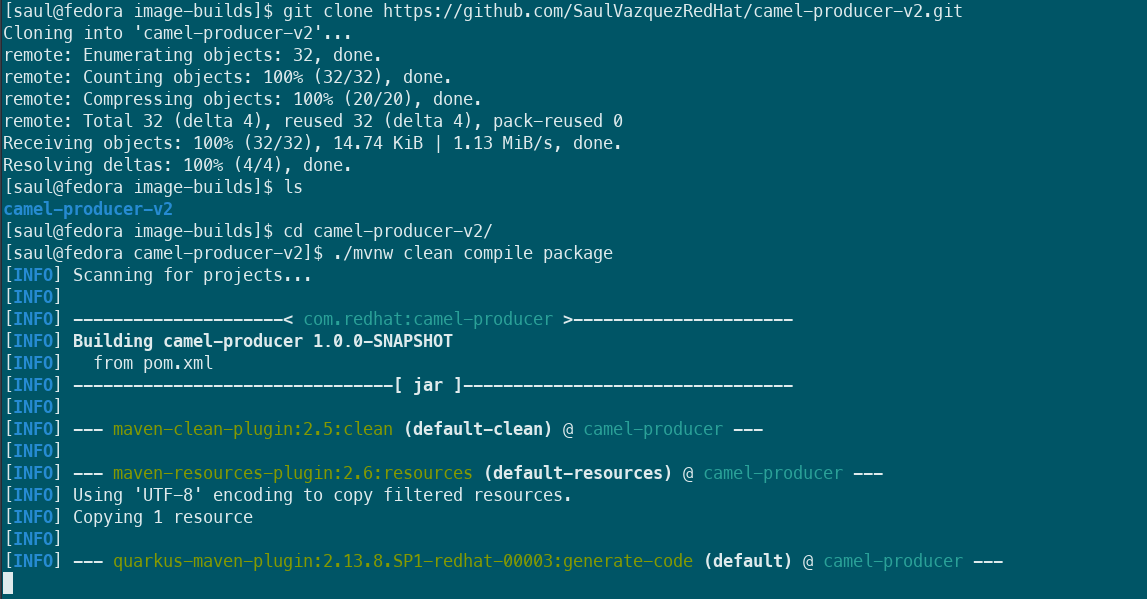 [saul@fedora image-builds]$ git clone https://github.com/SaulVazquezRedHat/camel-producer-v2.git
Cloning into 'camel-producer-v2'...
remote: Enumerating objects: 32, done.
remote: Counting objects: 100% (32/32), done.
remote: Compressing objects: 100% (20/20), done.
remote: Total 32 (delta 4), reused 32 (delta 4), pack-reused 0
Receiving objects: 100% (32/32), 14.74 KiB | 1.13 MiB/s, done.
Resolving deltas: 100% (4/4), done.
[saul@fedora image-builds]$ ls
camel-producer-v2
[saul@fedora image-builds]$ cd camel-producer-v2/
[saul@fedora camel-producer-v2]$ ./mvnw clean compile package
[INFO] Scanning for projects...
[INFO]
[INFO] ---------------------< com.redhat:camel-producer >----------------------
[INFO] Building camel-producer 1.0.0-SNAPSHOT
[INFO]   from pom.xml
[INFO] --------------------------------[ jar ]---------------------------------
[INFO]
[INFO] --- maven-clean-plugin:2.5:clean (default-clean) @ camel-producer ---
[INFO]
[INFO] --- maven-resources-plugin:2.6:resources (default-resources) @ camel-producer ---
[INFO] Using 'UTF-8' encoding to copy filtered resources.
[INFO] Copying 1 resource
[INFO]
[INFO] --- quarkus-maven-plugin:2.13.8.SP1-redhat-00003:generate-code (default) @ camel-producer ---